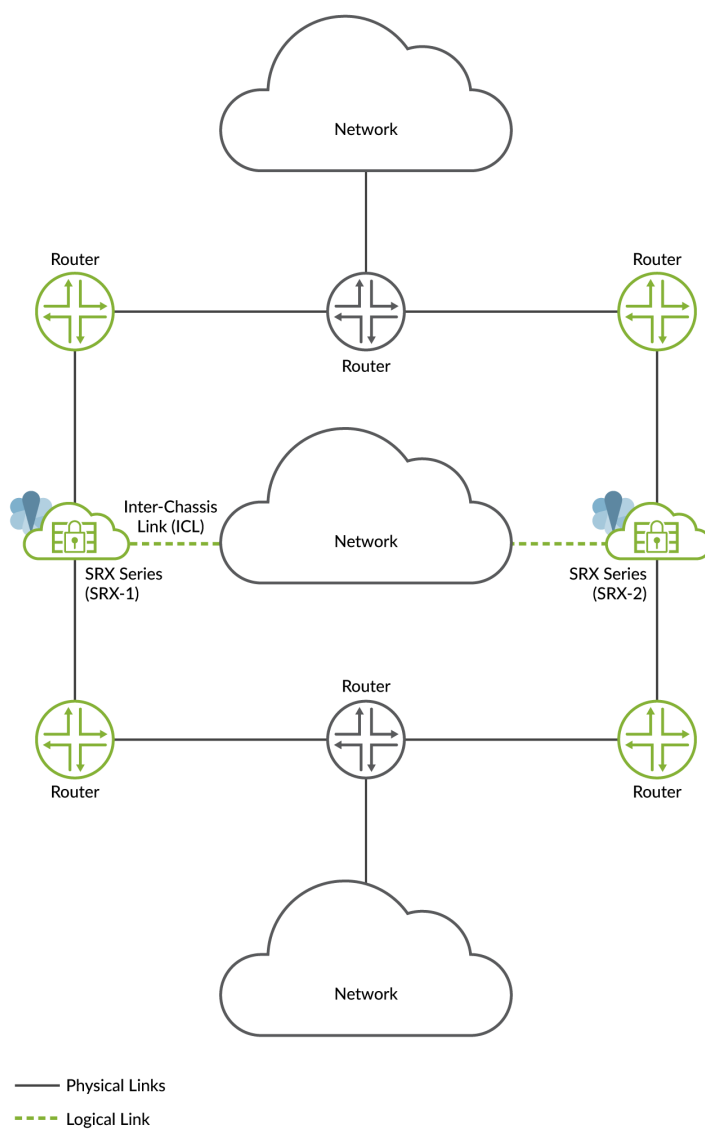 Network
Router
Router
Router
Inter-Chassis
Link (ICL)
Network
SRX Series
(SRX-1)
SRX Series
(SRX-2)
Router
Router
Router
Network
Physical Links
Logical Link